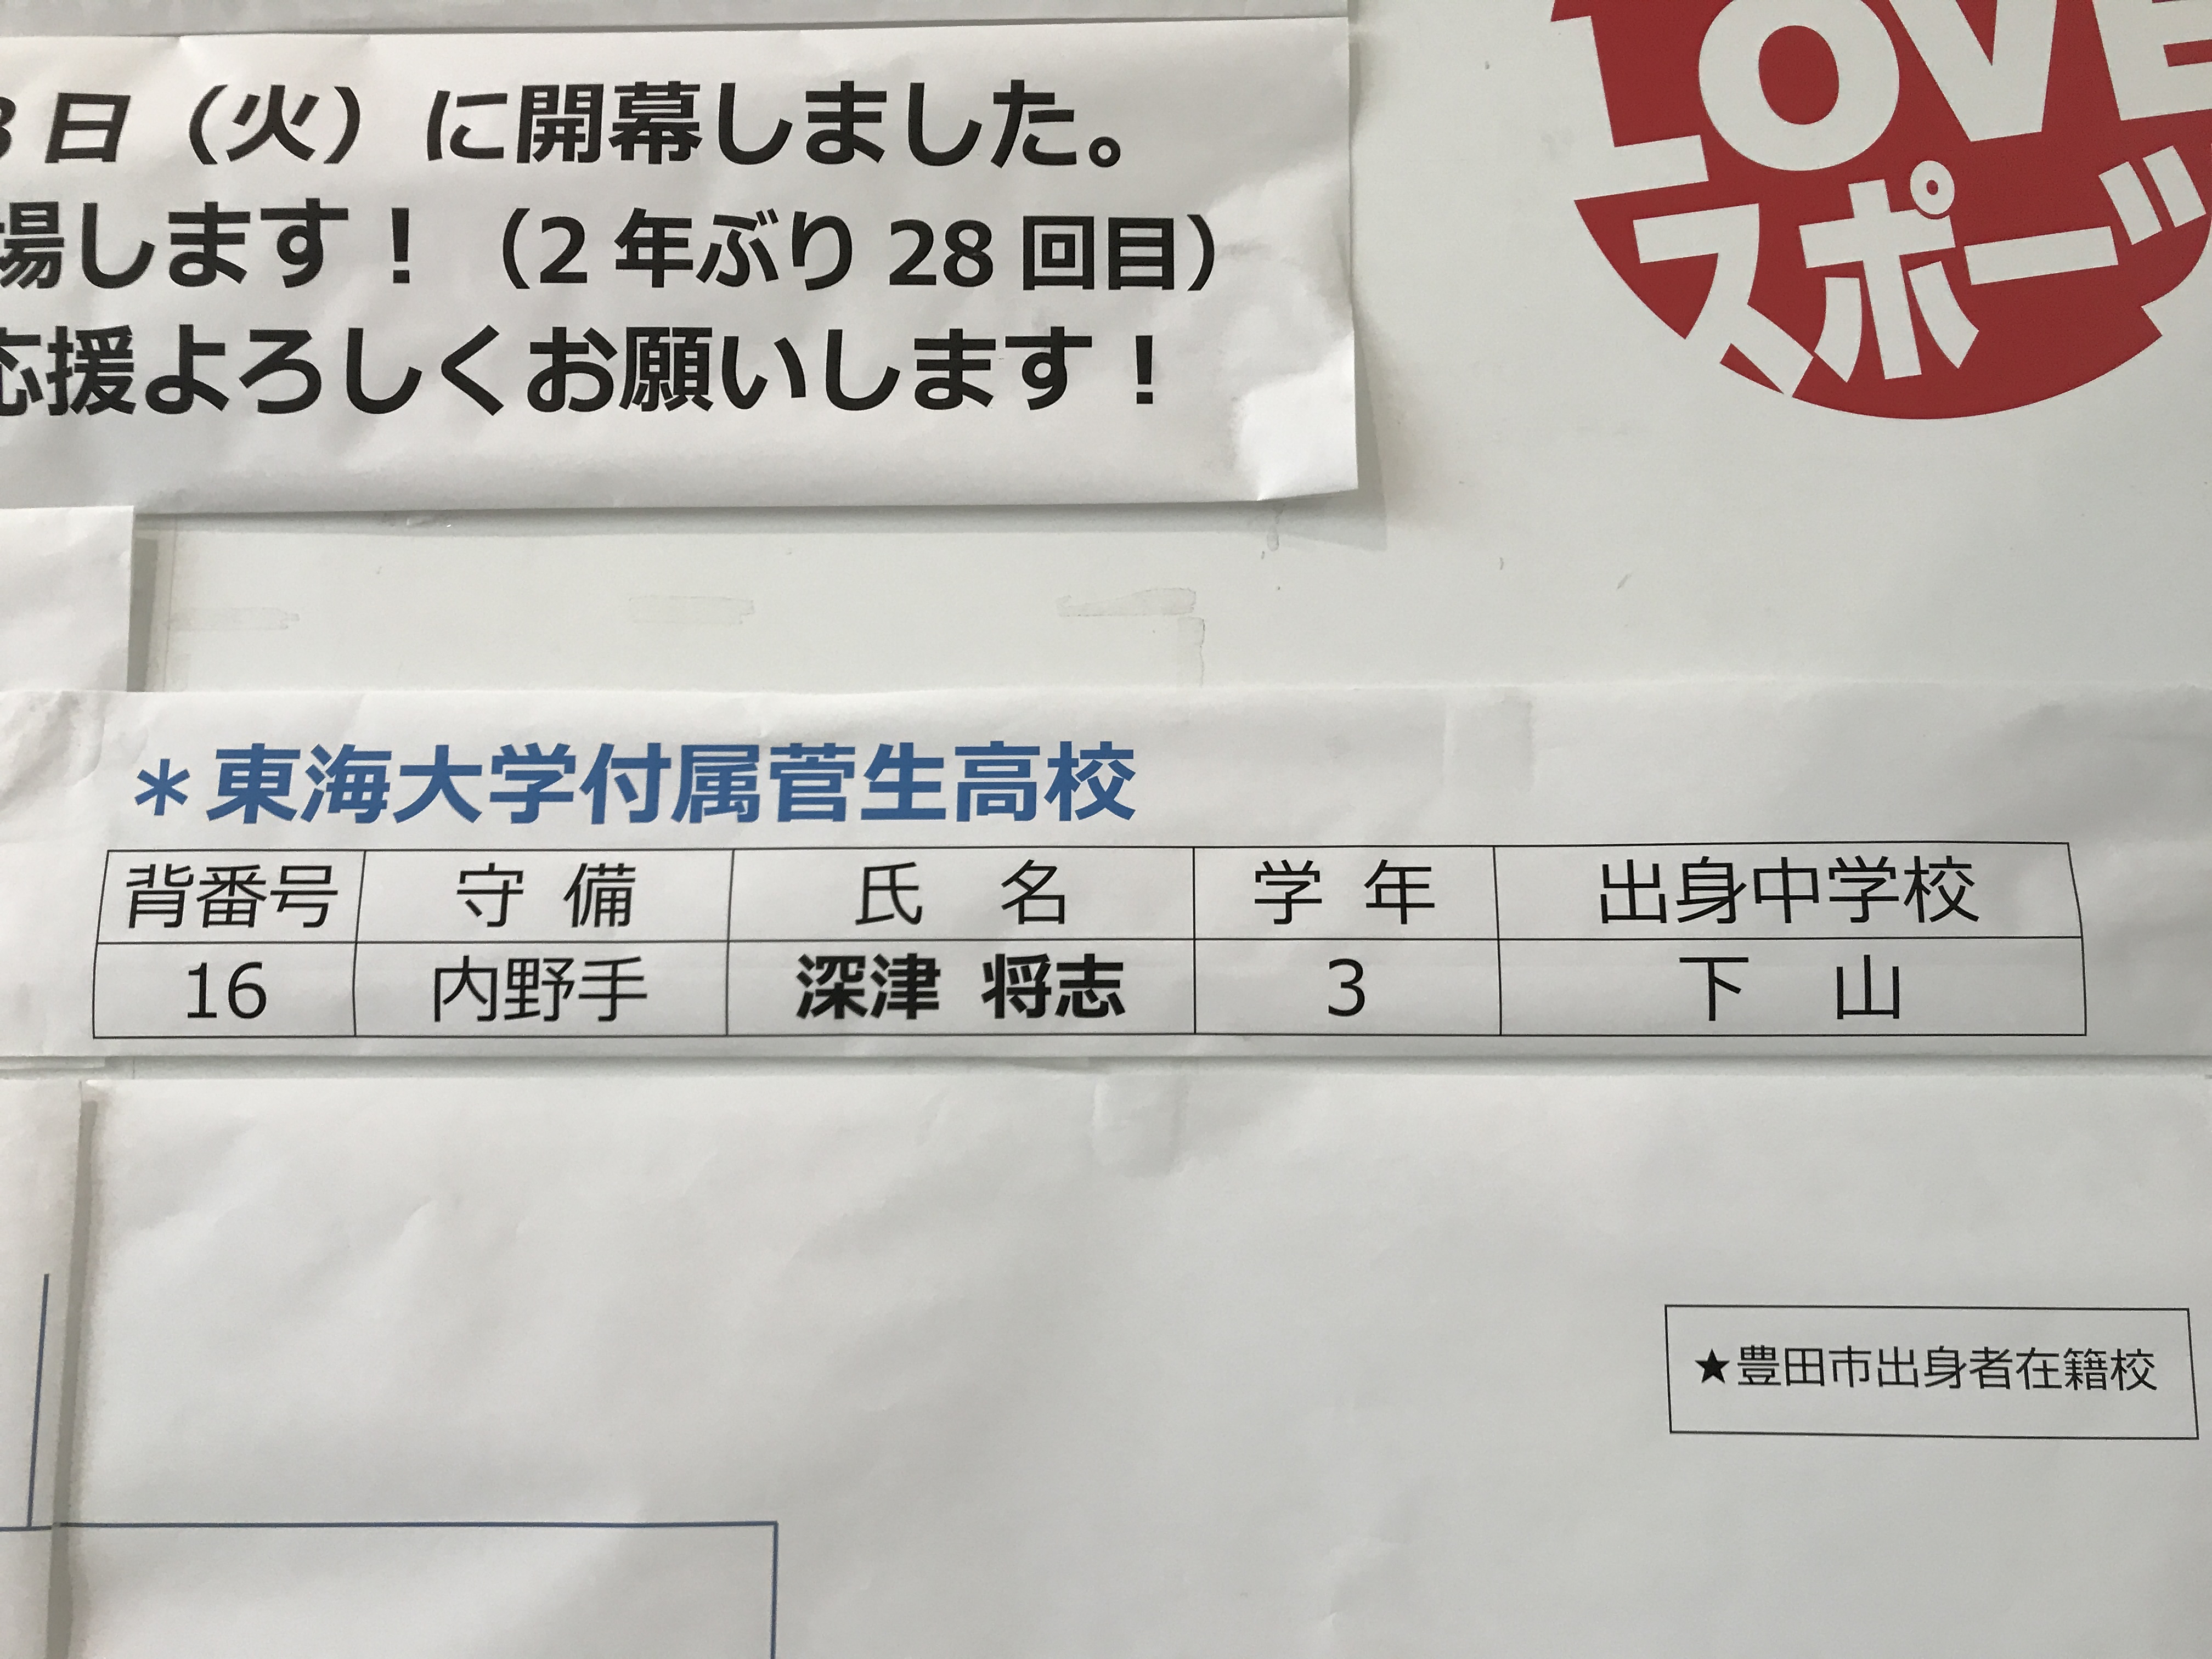 日（火）に開幕しました。
場します！（2年ぶり28回目）
応援よろしくお願いします！
LOVE
スポーツ
＊東海大学付属菅生高校
背番号 守備 氏名 学年 出身中学校
16 内野手 深津 将志 3 下山
★豊田市出身者在籍校